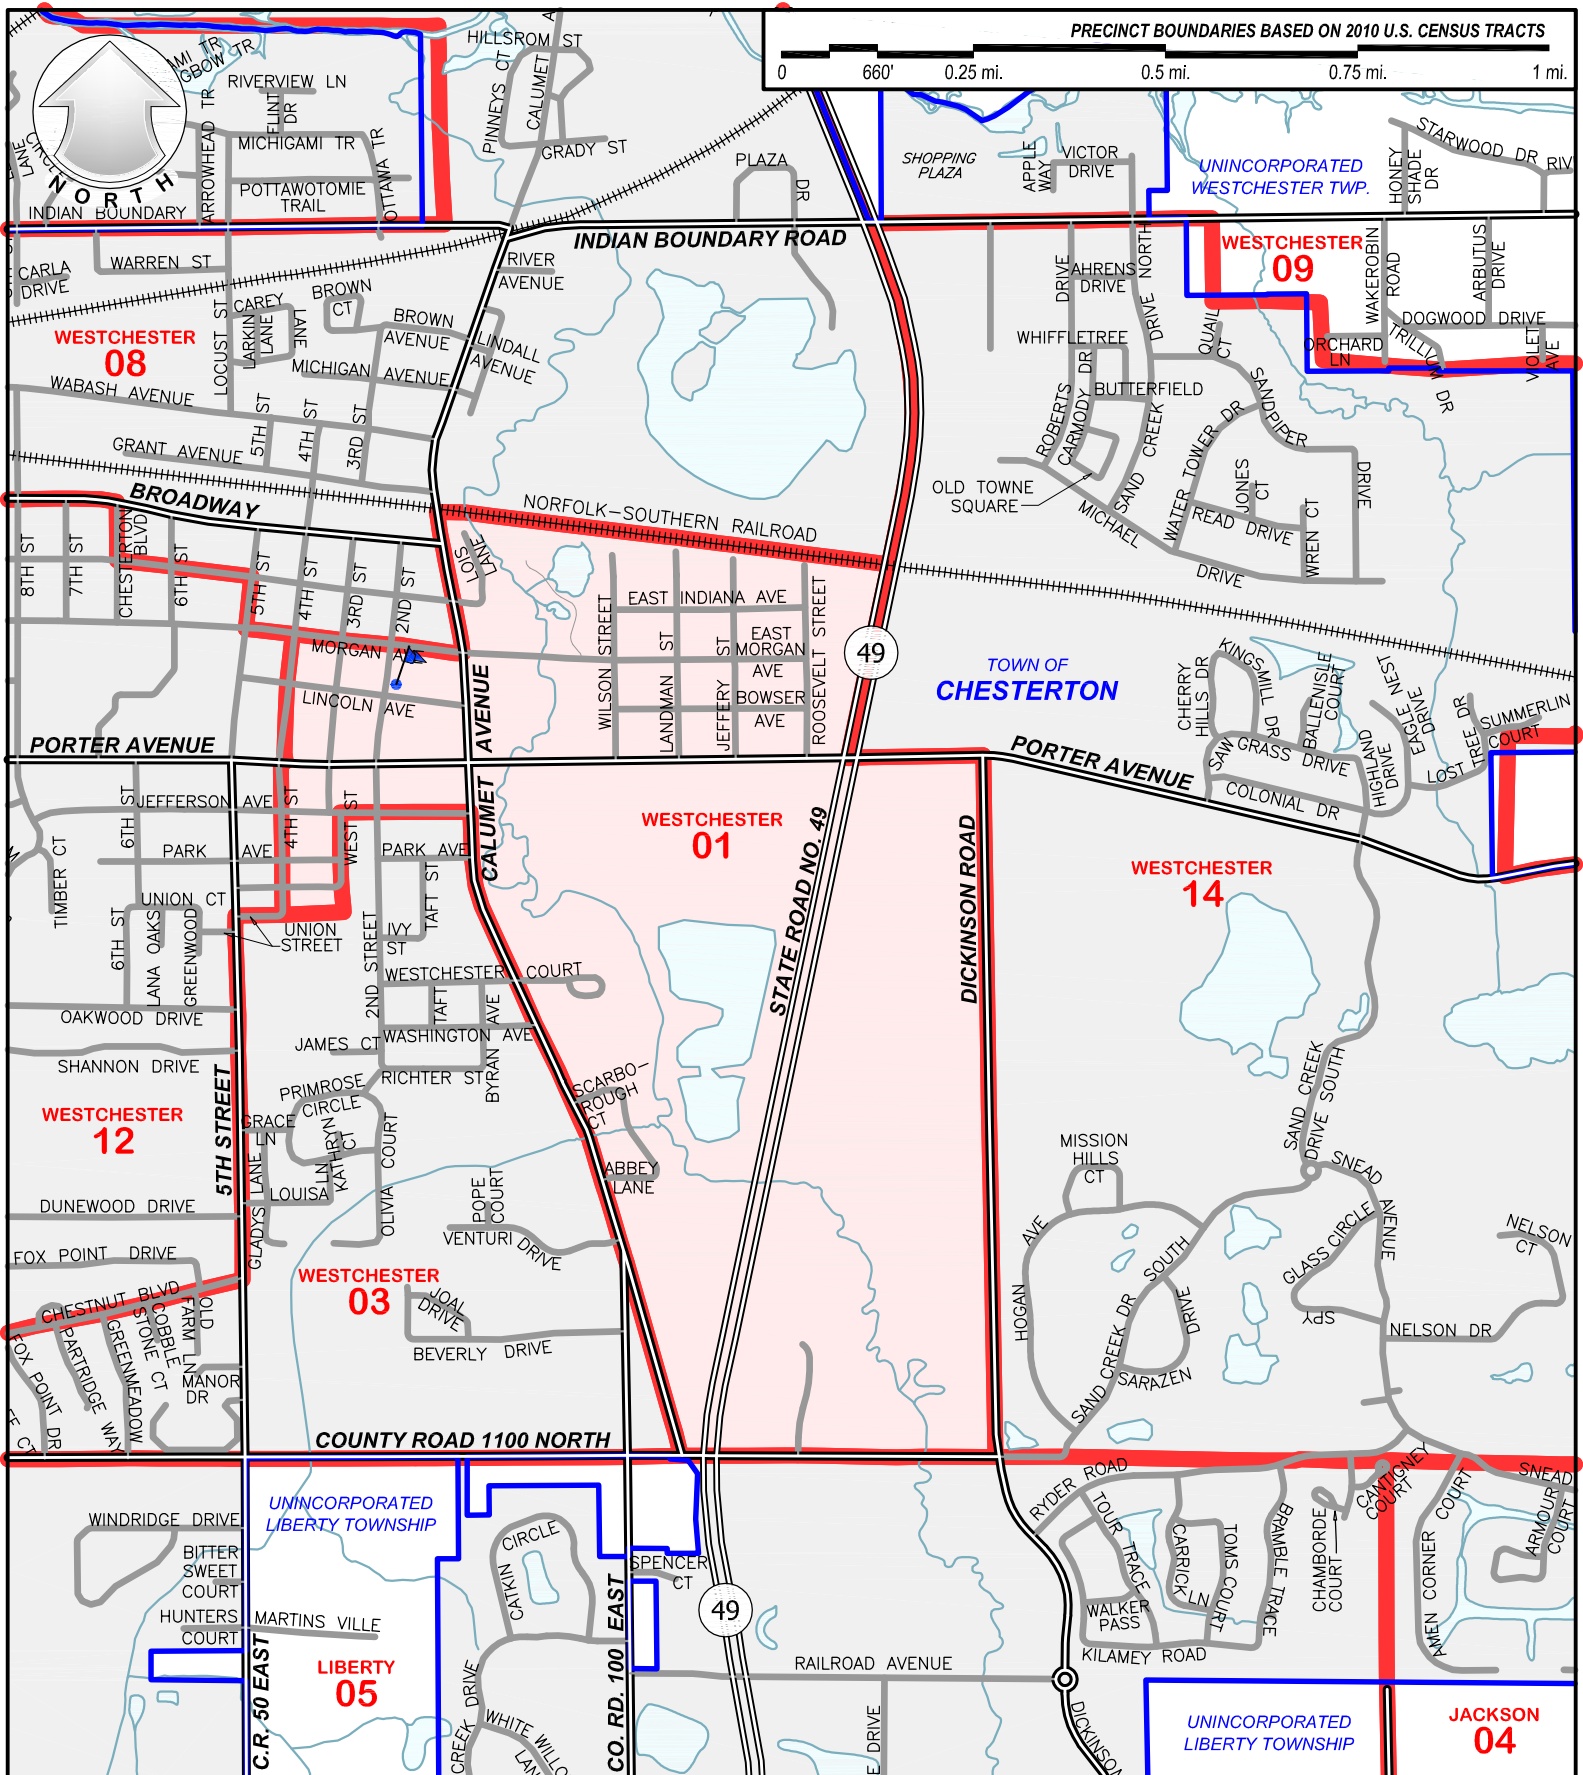 PRECINCT BOUNDARIES BASED ON 2010 U.S. CENSUS TRACTS
0 660' 0.25 mi. 0.5 mi. 0.75 mi. 1 mi.
NORTH
HILLSROM ST
PINNEYS CT
CALUMET
GRADY ST
RIVERVIEW LN
FLINT
DR
MICHIGAMI TR
ARROWHEAD TR
POTTAWOTOMIE
TRAIL
OTTAWA TR
INDIAN BOUNDARY
PLAZA
DR
SHOPPING
PLAZA
APPLE
WAY
VICTOR
DRIVE
UNINCORPORATED
WESTCHESTER TWP.
HONEY
SHADE
DR
STARWOOD DR
INDIAN BOUNDARY ROAD
CARLA
DRIVE
WARREN ST
RIVER
AVENUE
BROWN
CT
CAREY
LANE
LARKIN
LANE
LOCUST ST
BROWN
AVENUE
LINDALL
AVENUE
MICHIGAN AVENUE
WESTCHESTER
08
WABASH AVENUE
GRANT AVENUE
5TH ST
4TH ST
3RD ST
DRIVE
AHRENS
DRIVE
DRIVE NORTH
WHIFFLETREE
QUAIL
CT
WESTCHESTER
09
WAKEROBIN
ROAD
ARBUTUS
DRIVE
DOGWOOD DRIVE
ORCHARD
LN
TRILLIUM DR
VIOLET
AVE
ROBERTS
CARMODY DR
BUTTERFIELD
SAND CREEK
WATER TOWER DR
SANDPIPER
DRIVE
OLD TOWNE
SQUARE
MICHAEL
DRIVE
JONES
CT
READ DRIVE
WREN CT
BROADWAY
NORFOLK-SOUTHERN RAILROAD
8TH ST
7TH ST
CHESTERTON
BLVD
6TH ST
5TH ST
4TH ST
3RD ST
2ND ST
LOIS
LANE
MORGAN AVE
LINCOLN AVE
WILSON STREET
EAST INDIANA AVE
LANDMAN ST
JEFFERY ST
EAST
MORGAN
AVE
BOWSER
AVE
ROOSEVELT STREET
49
TOWN OF
CHESTERTON
CHERRY
HILLS DR
KINGS-MILL DR
BALLENISLE
COURT
EAGLE NEST
DRIVE
HIGHLAND
DRIVE
SAW
GRASS DRIVE
COLONIAL DR
LOST TREE DR
SUMMERLIN
COURT
PORTER AVENUE
PORTER AVENUE
CALUMET AVENUE
JEFFERSON AVE
6TH ST
4TH ST
WEST ST
PARK AVE
PARK AVE
TIMBER CT
UNION CT
6TH ST
LANA OAKS
GREENWOOD
UNION
STREET
2ND STREET
TAFT ST
IVY
ST
WESTCHESTER COURT
TAFT
BYRAN AVE
WASHINGTON AVE
OAKWOOD DRIVE
SHANNON DRIVE
JAMES CT
RICHTER ST
WESTCHESTER
01
STATE ROAD NO. 49
DICKINSON ROAD
WESTCHESTER
14
WESTCHESTER
12
5TH STREET
PRIMROSE
CIRCLE
GRACE
LN
KATHRYN
CT
LN
LOUISA
GLADYS LANE
OLIVIA COURT
SCARBO-
ROUGH
CT
ABBEY
LANE
DUNEWOOD DRIVE
POPE
COURT
VENTURI DRIVE
FOX POINT DRIVE
CHESTNUT BLVD
WESTCHESTER
03
JOAL
DRIVE
BEVERLY DRIVE
FOX POINT DR
PARTRIDGE WAY
GREENMEADOW
COBBLE
STONE CT
OLD
FARM LN
MANOR
DR
SAND CREEK
DRIVE SOUTH
MISSION
HILLS
CT
SNEAD
AVENUE
HOGAN AVE
SAND CREEK DR SOUTH
DRIVE
SARAZEN
GLASS CIRCLE
SPY
NELSON
CT
NELSON DR
COUNTY ROAD 1100 NORTH
UNINCORPORATED
LIBERTY TOWNSHIP
WINDRIDGE DRIVE
BITTER
SWEET
COURT
HUNTERS
COURT
MARTINS VILLE
LIBERTY
05
C.R. 50 EAST
CATKIN CIRCLE
CREEK DRIVE
CO. RD. 100 EAST
SPENCER
CT
49
RAILROAD AVENUE
DRIVE
RYDER ROAD
TOUR TRACE
WALKER
PASS
CARRICK LN
TOMS COURT
BRAMBLE TRACE
KILAMEY ROAD
CHAMBORDE
COURT
CANTIGNEY
COURT
AMEN CORNER COURT
SNEAD
ARMOUR
COURT
UNINCORPORATED
LIBERTY TOWNSHIP
JACKSON
04